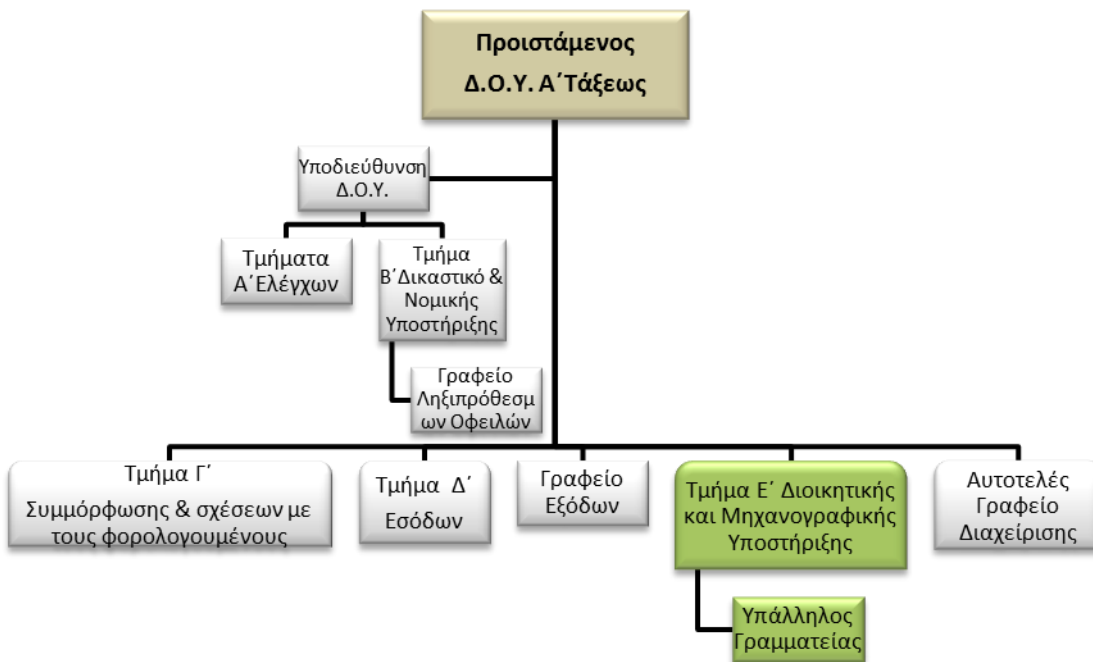 Προιστάμενος
Δ.Ο.Υ. Α΄Τάξεως
Υποδιεύθυνση
Δ.Ο.Υ.
Τμήματα
Α΄Ελέγχων
Τμήμα
Β΄Δικαστικό &
Νομικής
Υποστήριξης
Γραφείο
Ληξιπρόθεσμ
ων Οφειλών
Τμήμα Γ΄
Συμμόρφωσης & σχέσεων με
τους φορολογουμένους
Τμήμα Δ΄
Εσόδων
Γραφείο
Εξόδων
Τμήμα Ε΄ Διοικητικής
και Μηχανογραφικής
Υποστήριξης
Υπάλληλος
Γραμματείας
Αυτοτελές
Γραφείο
Διαχείρισης